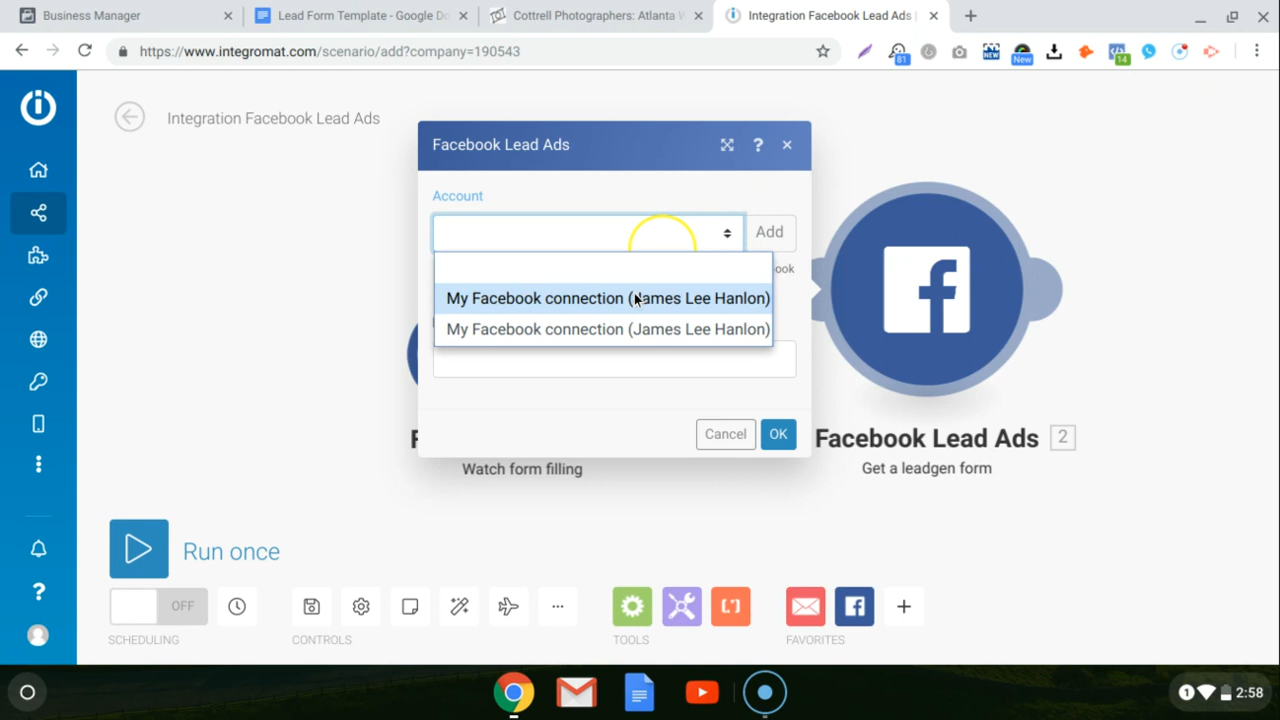 Business Manager
Lead Form Template - Google Do
Cottrell Photographers: Atlanta W
Integration Facebook Lead Ads
https://www.integromat.com/scenario/add?company=190543
81
New
NEW
14
Integration Facebook Lead Ads
Facebook Lead Ads
?
Account
Add
ook
My Facebook connection (James Lee Hanlon)
My Facebook connection (James Lee Hanlon)
Cancel
OK
F
Facebook Lead Ads
2
Watch form filling
Get a leadgen form
Run once
OFF
SCHEDULING
CONTROLS
TOOLS
FAVORITES
?
1
2:58